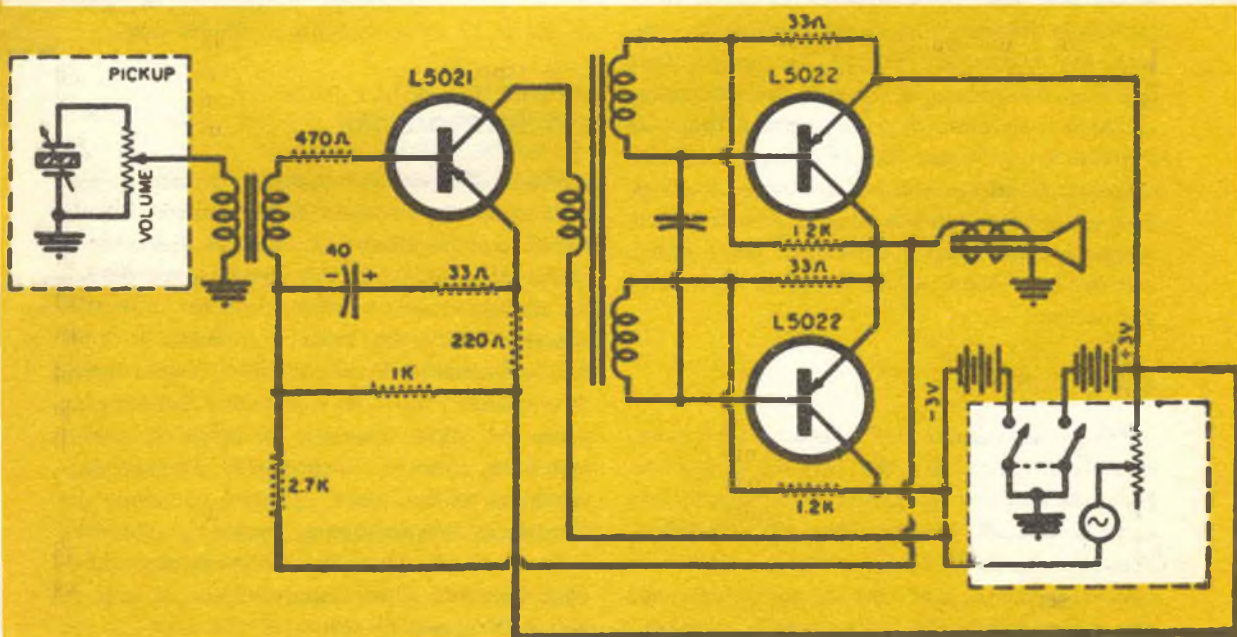 PICKUP
VOLUME
470Ω
L5021
40
- +
33Ω
220Ω
1K
2.7K
33Ω
L5022
1.2K
33Ω
L5022
1.2K
-3V
+3V